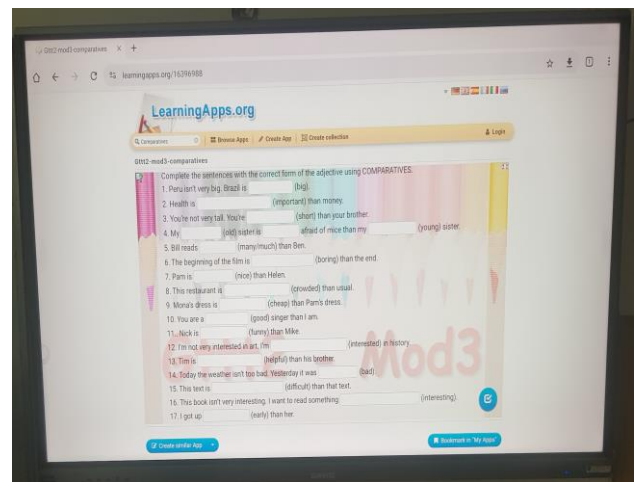 Gttt2-mod3-comparatives × +
learningapps.org/16396988
LearningApps.org
Comparatives Browse Apps Create App Create collection Login
Gttt2-mod3-comparatives
Complete the sentences with the correct form of the adjective using COMPARATIVES.
1. Peru isn't very big. Brazil is (big).
2. Health is (important) than money.
3. You're not very tall. You're (short) than your brother.
4. My (old) sister is afraid of mice than my (young) sister.
5. Bill reads (many/much) than Ben.
6. The beginning of the film is (boring) than the end.
7. Pam is (nice) than Helen.
8. This restaurant is (crowded) than usual.
9. Mona's dress is (cheap) than Pam's dress.
10. You are a (good) singer than I am.
11. Nick is (funny) than Mike.
12. I'm not very interested in art, I'm (interested) in history.
13. Tim is (helpful) than his brother.
14. Today the weather isn't too bad. Yesterday it was (bad)
15. This text is (difficult) than that text.
16. This book isn't very interesting. I want to read something (interesting).
17. I got up (early) than her.
Mod3
Create similar App
Bookmark in "My Apps"